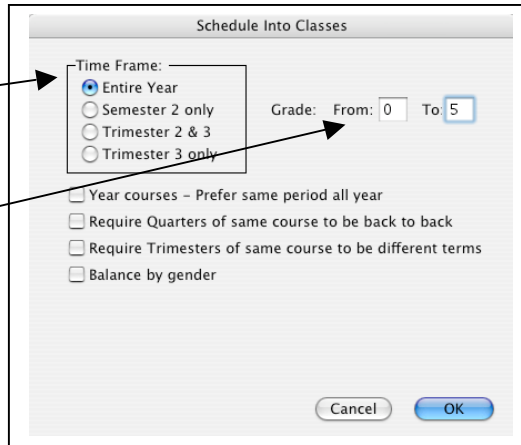 Schedule Into Classes
Time Frame:
Entire Year
Semester 2 only
Trimester 2 & 3
Trimester 3 only
Grade: From: 0 To: 5
Year courses – Prefer same period all year
Require Quarters of same course to be back to back
Require Trimesters of same course to be different terms
Balance by gender
Cancel OK